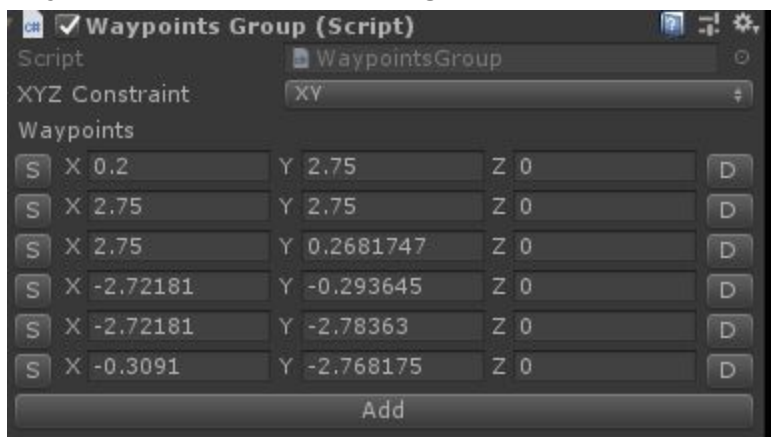 C# Waypoints Group (Script)
Script WaypointsGroup
XYZ Constraint XY
Waypoints
S X 0.2 Y 2.75 Z 0 D
S X 2.75 Y 2.75 Z 0 D
S X 2.75 Y 0.2681747 Z 0 D
S X -2.72181 Y -0.293645 Z 0 D
S X -2.72181 Y -2.78363 Z 0 D
S X -0.3091 Y -2.768175 Z 0 D
Add